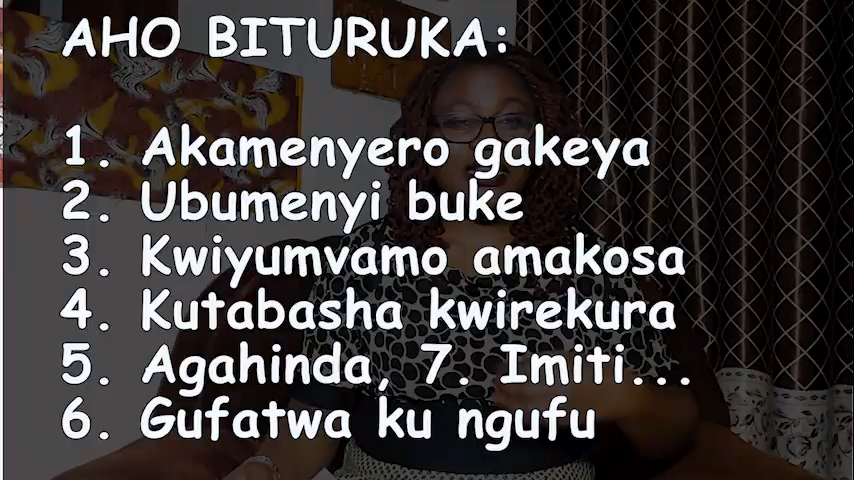 AHO BITURUKA:
1. Akamenyero gakeya
2. Ubumenyi buke
3. Kwiyumvamo amakosa
4. Kutabasha kwirekura
5. Agahinda, 7. Imiti...
6. Gufatwa ku ngufu